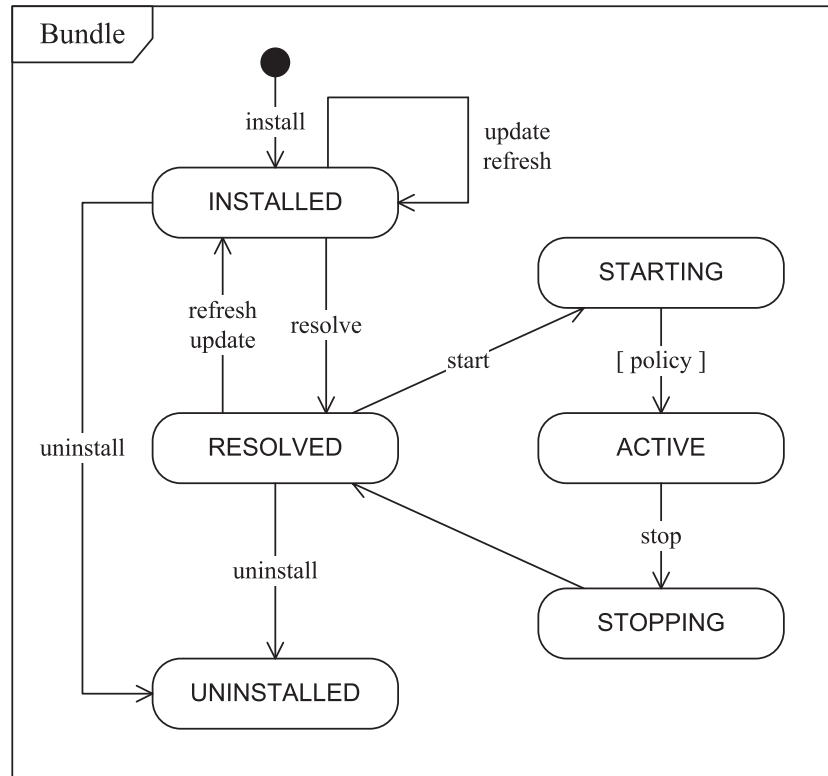 Bundle
install
update
refresh
INSTALLED
STARTING
refresh
update
resolve
start
[ policy ]
uninstall
RESOLVED
ACTIVE
stop
uninstall
STOPPING
UNINSTALLED